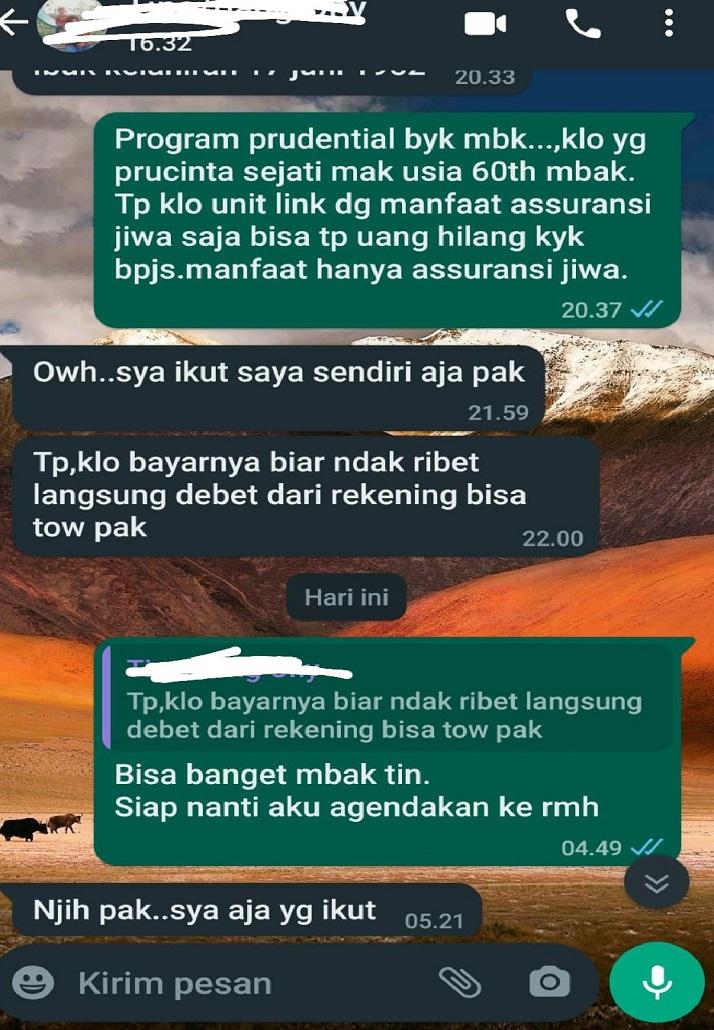 16.32
20.33
Program prudential byk mbk...,klo yg
prucinta sejati mak usia 60th mbak.
Tp klo unit link dg manfaat assuransi
jiwa saja bisa tp uang hilang kyk
bpjs.manfaat hanya assuransi jiwa.
20.37
Owh..sya ikut saya sendiri aja pak
21.59
Tp,klo bayarnya biar ndak ribet
langsung debet dari rekening bisa
tow pak
22.00
Hari ini
Tp,klo bayarnya biar ndak ribet langsung
debet dari rekening bisa tow pak
Bisa banget mbak tin.
Siap nanti aku agendakan ke rmh
04.49
Njih pak..sya aja yg ikut
05.21
Kirim pesan